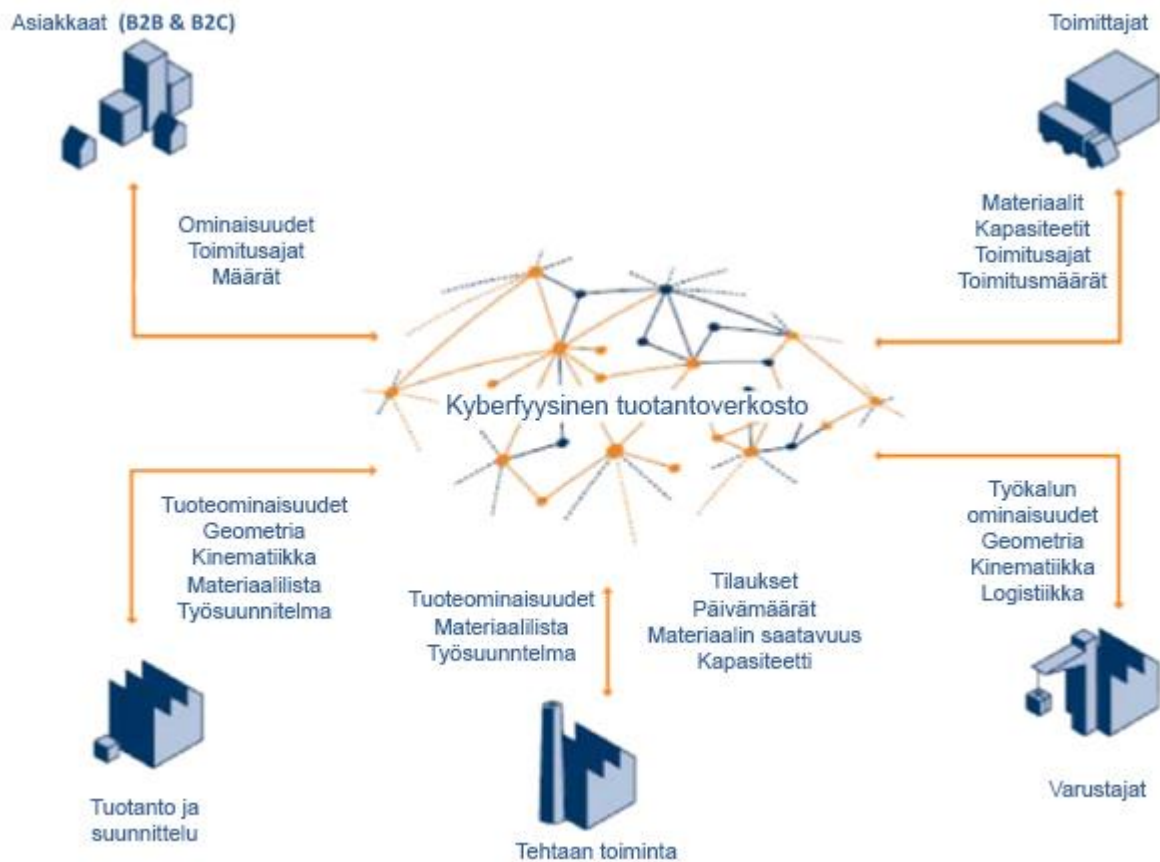 Asiakkaat (B2B & B2C)
Toimittajat
Ominaisuudet
Toimitusajat
Määrät
Materiaalit
Kapasiteetit
Toimitusajat
Toimitusmäärät
Kyberfyysinen tuotantoverkosto
Tuoteominaisuudet
Geometria
Kinematiikka
Materiaalilista
Työsuunnitelma
Tuoteominaisuudet
Materiaalilista
Työsuunntelma
Tilaukset
Päivämäärät
Materiaalin saatavuus
Kapasiteetti
Työkalun
ominaisuudet
Geometria
Kinematiikka
Logistiikka
Tuotanto ja
suunnittelu
Tehtaan toiminta
Varustajat